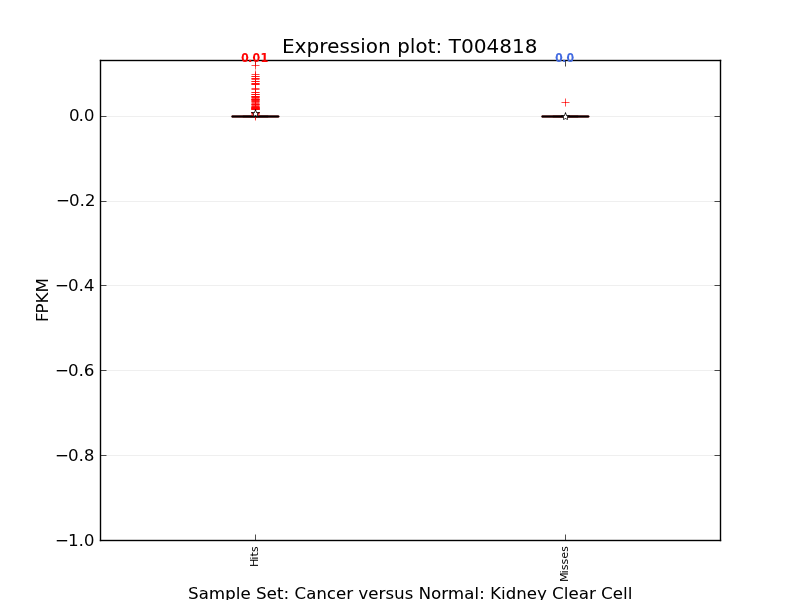 Expression plot: T004818
0.01
0.0
0.0
−0.2
−0.4
−0.6
−0.8
−1.0
FPKM
Hits
Misses
Sample Set: Cancer versus Normal: Kidney Clear Cell